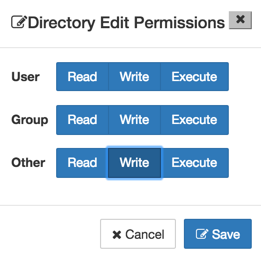 Directory Edit Permissions
User Read Write Execute
Group Read Write Execute
Other Read Write Execute
Cancel Save